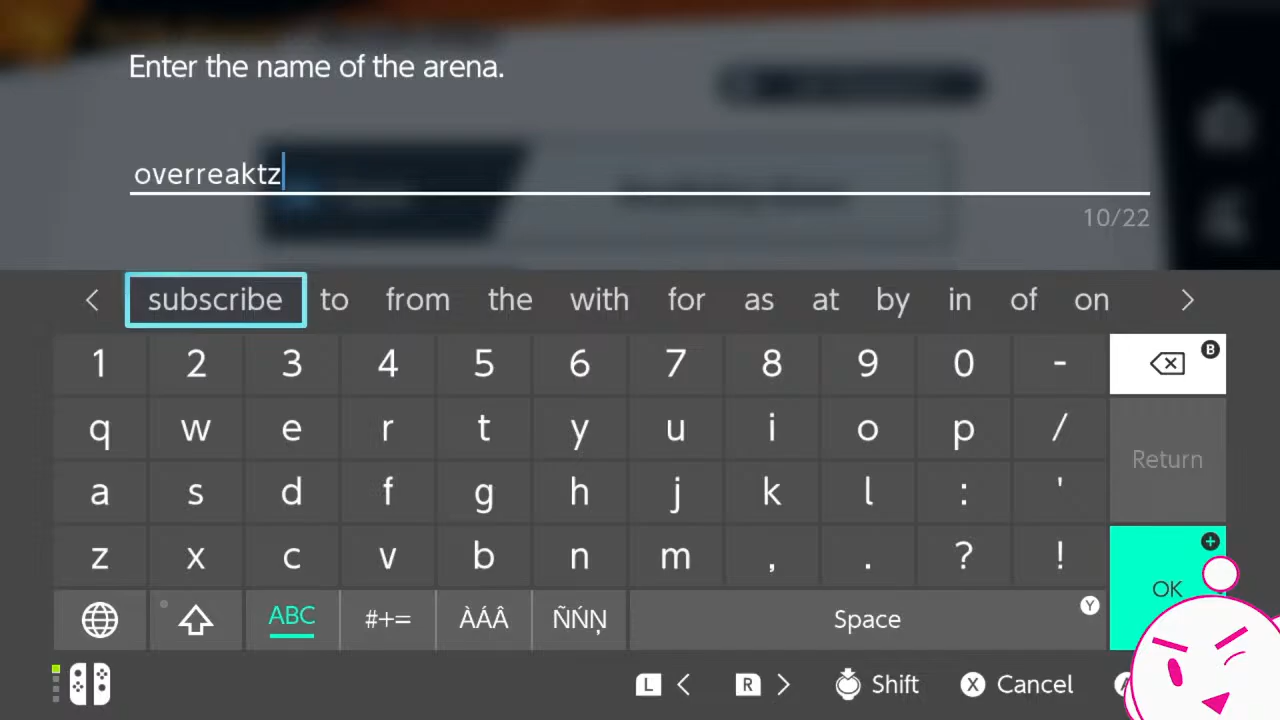 Enter the name of the arena.
overreaktz
10/22
subscribe to from the with for as at by in of on
1 2 3 4 5 6 7 8 9 0 - B
q w e r t y u i o p /
Return
a s d f g h j k l : '
z x c v b n m , . ? ! +
OK
ABC #+= ÀÁÂ ÑŃŅ Space Y
L R Shift X Cancel